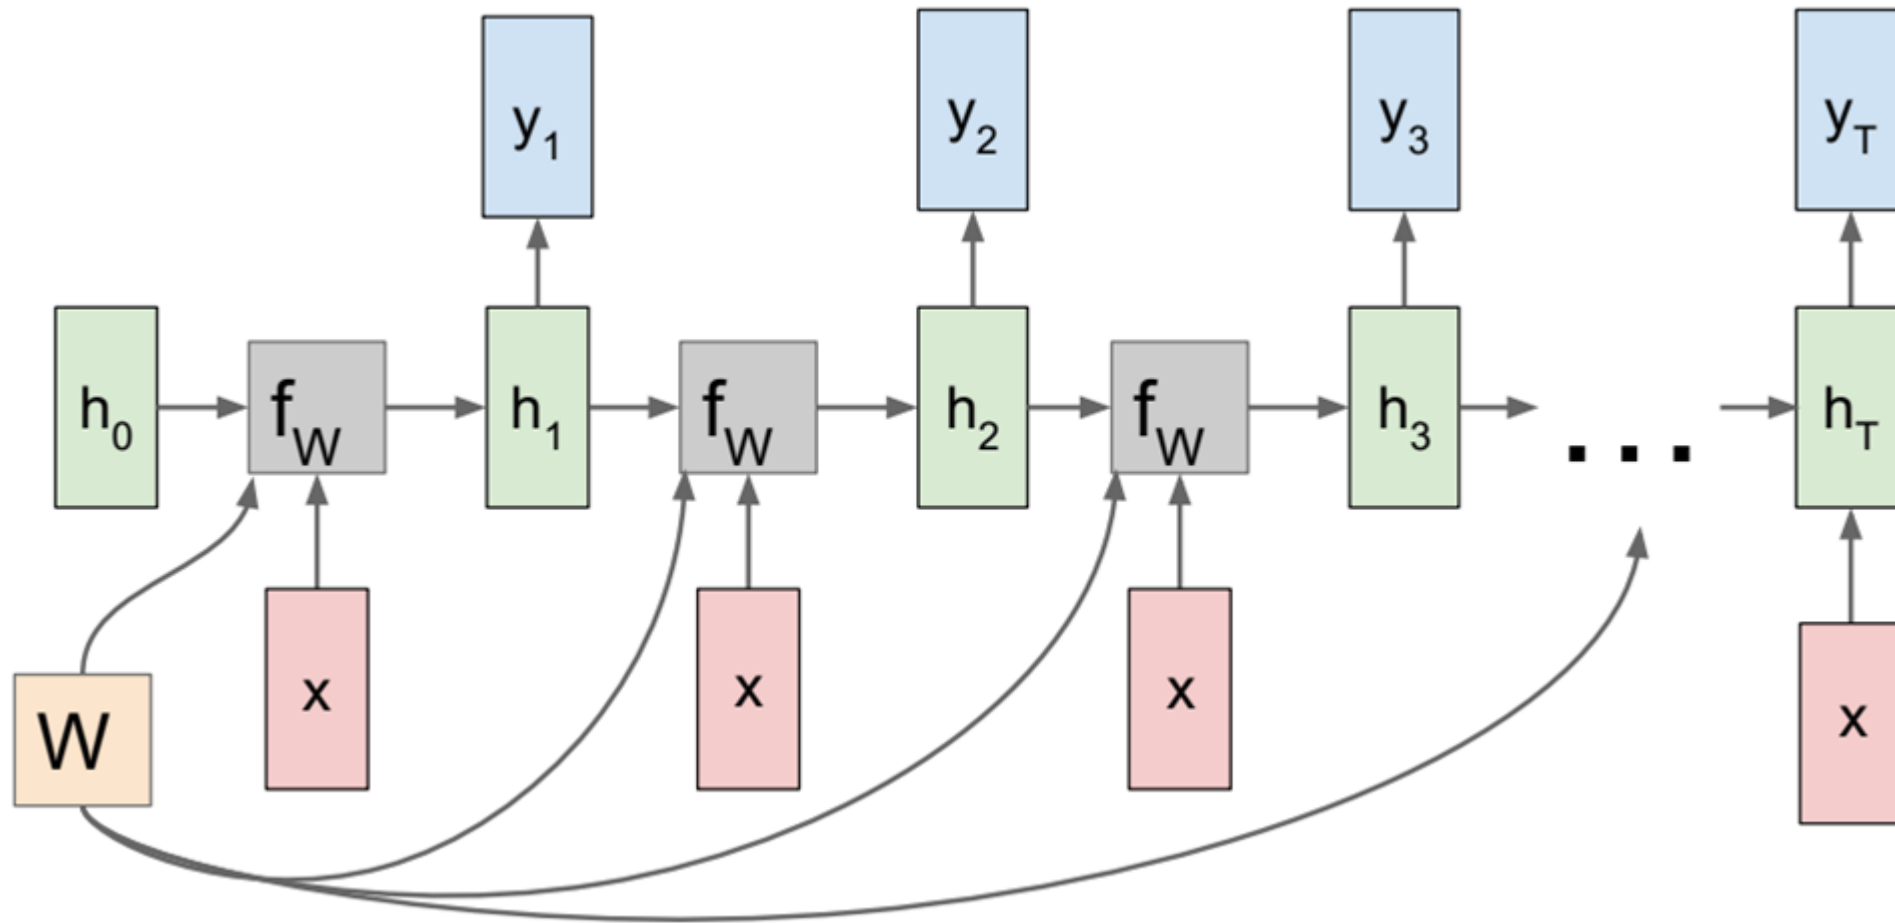 y1 y2 y3 yT
h0 fW h1 fW h2 fW h3 ... hT
W x x x x